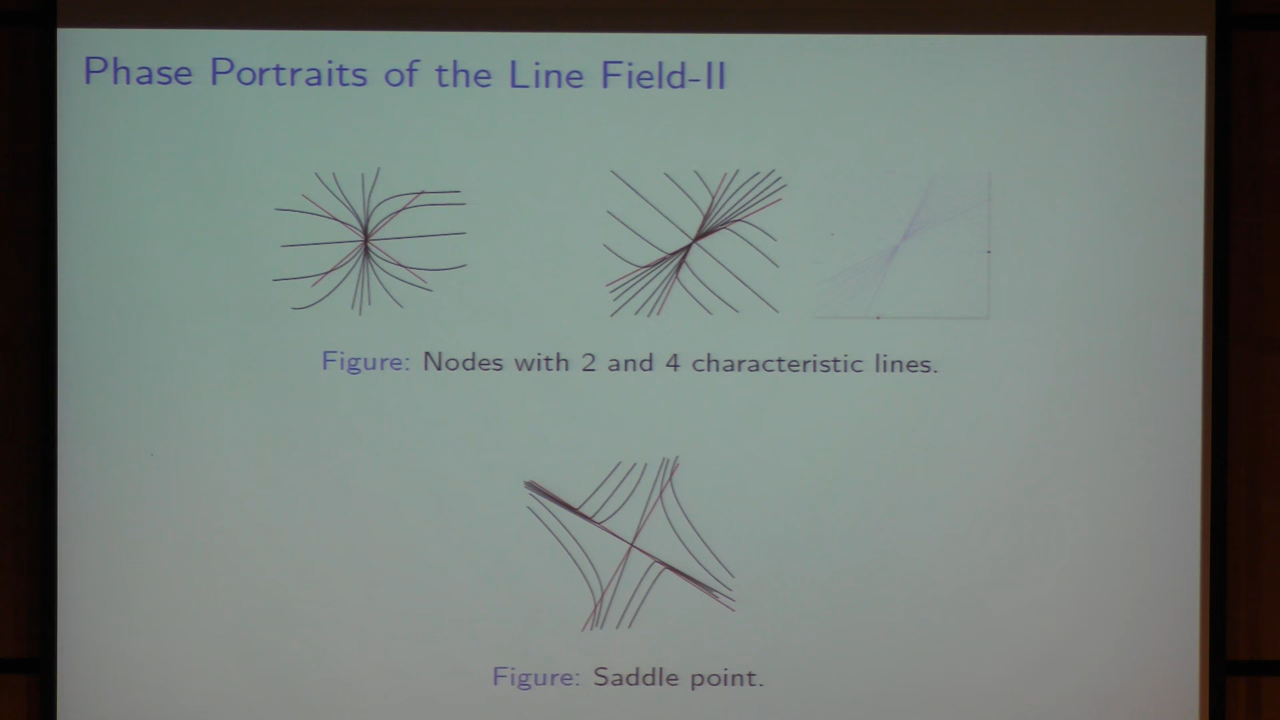 Phase Portraits of the Line Field-II
Figure: Nodes with 2 and 4 characteristic lines.
Figure: Saddle point.